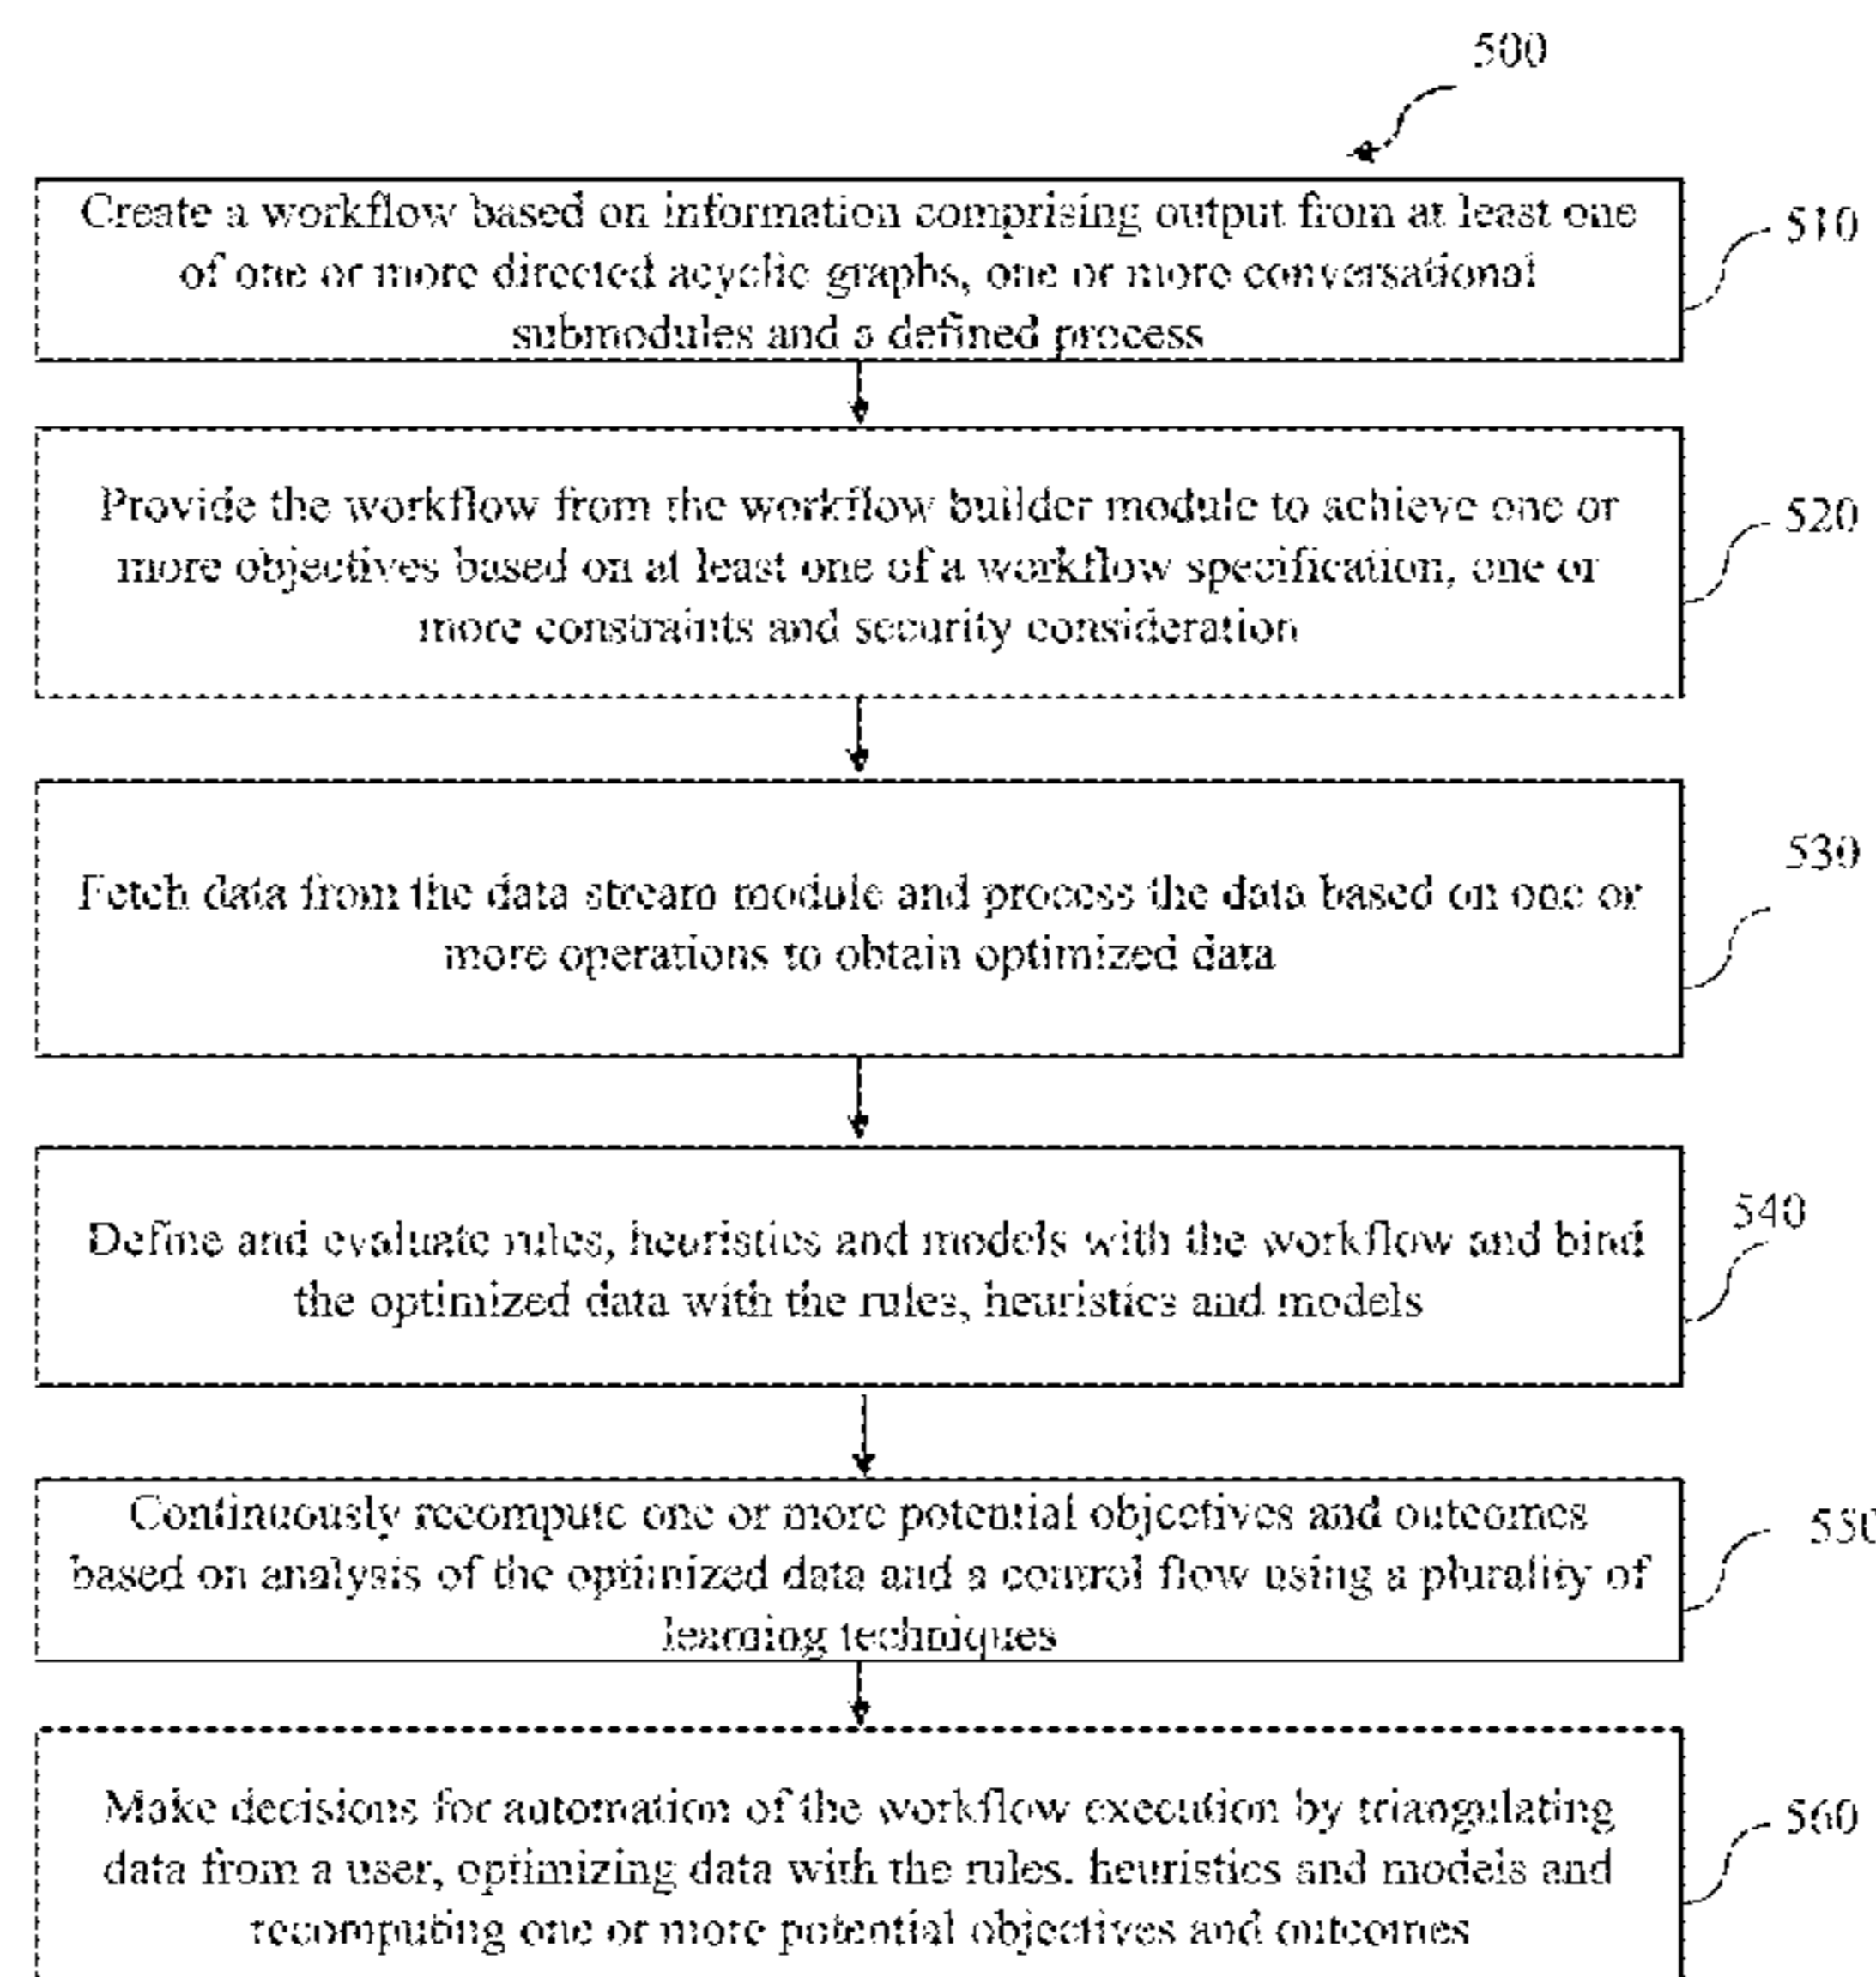 500
Create a workflow based on information comprising output from at least one
of one or more directed acyclic graphs, one or more conversational
submodules and a defined process
510
Provide the workflow from the workflow builder module to achieve one or
more objectives based on at least one of a workflow specification, one or
more constraints and security consideration
520
Fetch data from the data stream module and process the data based on one or
more operations to obtain optimized data
530
Define and evaluate rules, heuristics and models with the workflow and bind
the optimized data with the rules, heuristics and models
540
Continuously recompute one or more potential objectives and outcomes
based on analysis of the optimized data and a control flow using a plurality of
learning techniques
550
Make decisions for automation of the workflow execution by triangulating
data from a user, optimizing data with the rules. heuristics and models and
recomputing one or more potential objectives and outcomes
560